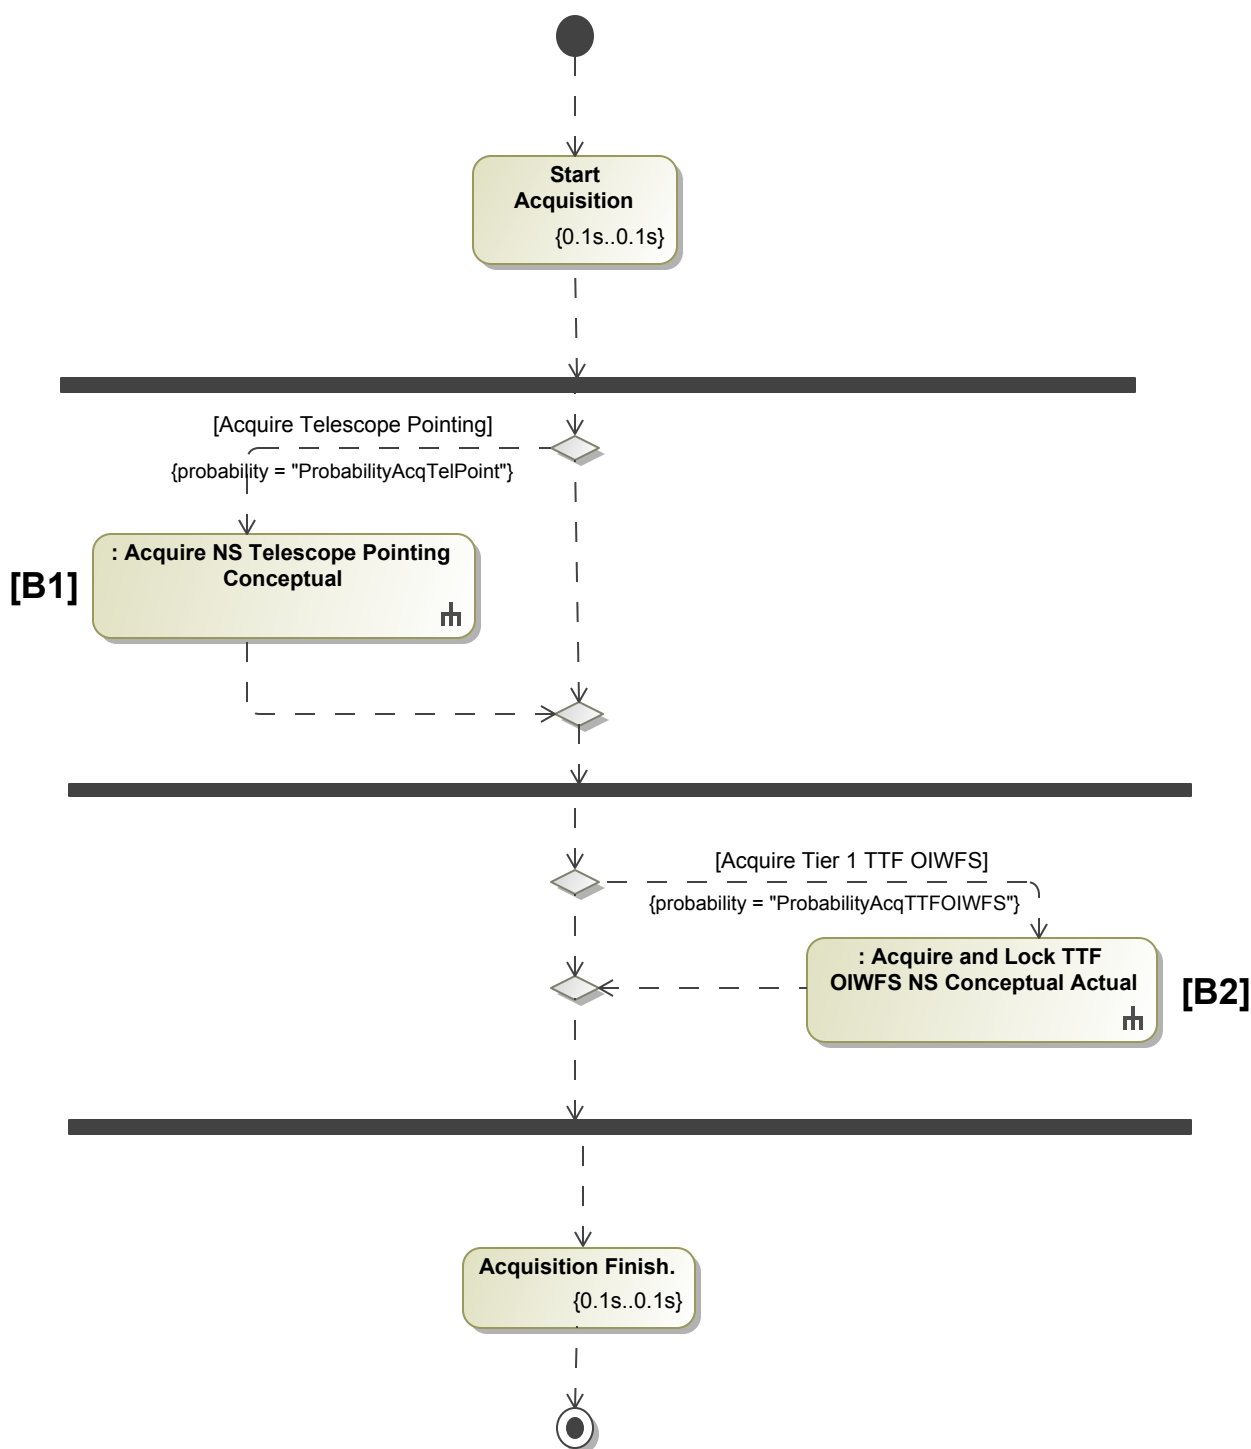 Start
Acquisition
{0.1s..0.1s}
[Acquire Telescope Pointing]
{probability = "ProbabilityAcqTelPoint"}
: Acquire NS Telescope Pointing
Conceptual
[B1]
[Acquire Tier 1 TTF OIWFS]
{probability = "ProbabilityAcqTTFOIWFS"}
: Acquire and Lock TTF
OIWFS NS Conceptual Actual
[B2]
Acquisition Finish.
{0.1s..0.1s}